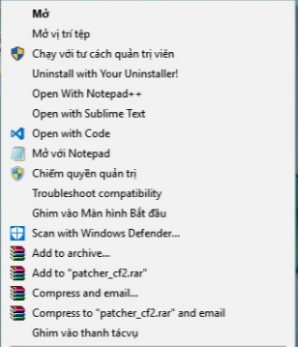 Mở
Mở vị trí tệp
Chạy với tư cách quản trị viên
Uninstall with Your Uninstaller!
Open With Notepad++
Open with Sublime Text
Open with Code
Mở với Notepad
Chiếm quyền quản trị
Troubleshoot compatibility
Ghim vào Màn hình Bắt đầu
Scan with Windows Defender...
Add to archive...
Add to "patcher_cf2.rar"
Compress and email...
Compress to "patcher_cf2.rar" and email
Ghim vào thanh tácvụ